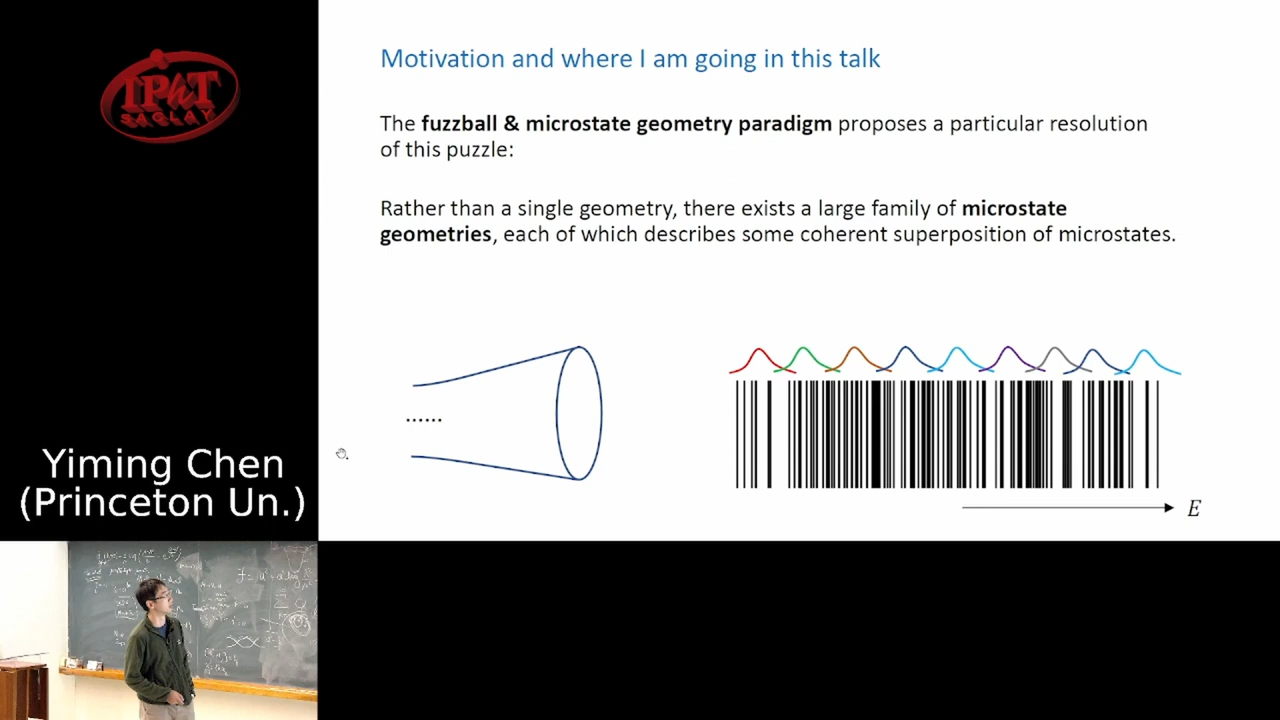 IPhT
SACLAY
Motivation and where I am going in this talk
The fuzzball & microstate geometry paradigm proposes a particular resolution
of this puzzle:
Rather than a single geometry, there exists a large family of microstate
geometries, each of which describes some coherent superposition of microstates.
......
E
Yiming Chen
(Princeton Un.)